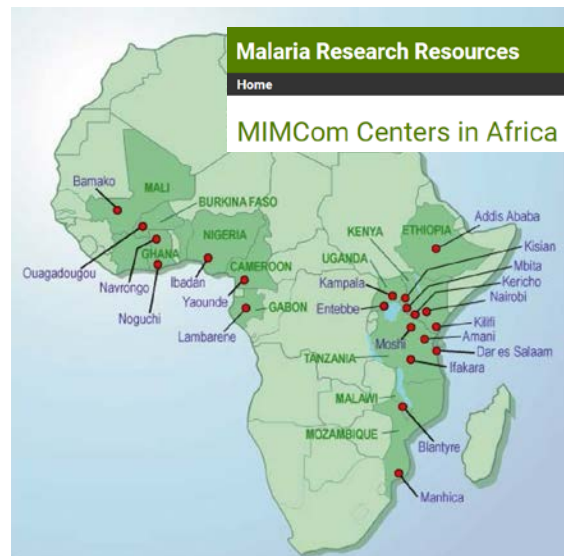 Malaria Research Resources
Home
MIMCom Centers in Africa
Bamako
MALI
BURKINA FASO
Addis Ababa
ETHIOPIA
NIGERIA
KENYA
Kisian
GHANA
UGANDA
Mbita
Ouagadougou
Ibadan
CAMEROON
Kampala
Kericho
Navrongo
Yaounde
Entebbe
Nairobi
Noguchi
GABON
Kilifi
Lambarene
Moshi
Amani
TANZANIA
Dar es Salaam
Ifakara
MALAWI
MOZAMBIQUE
Blantyre
Manhica